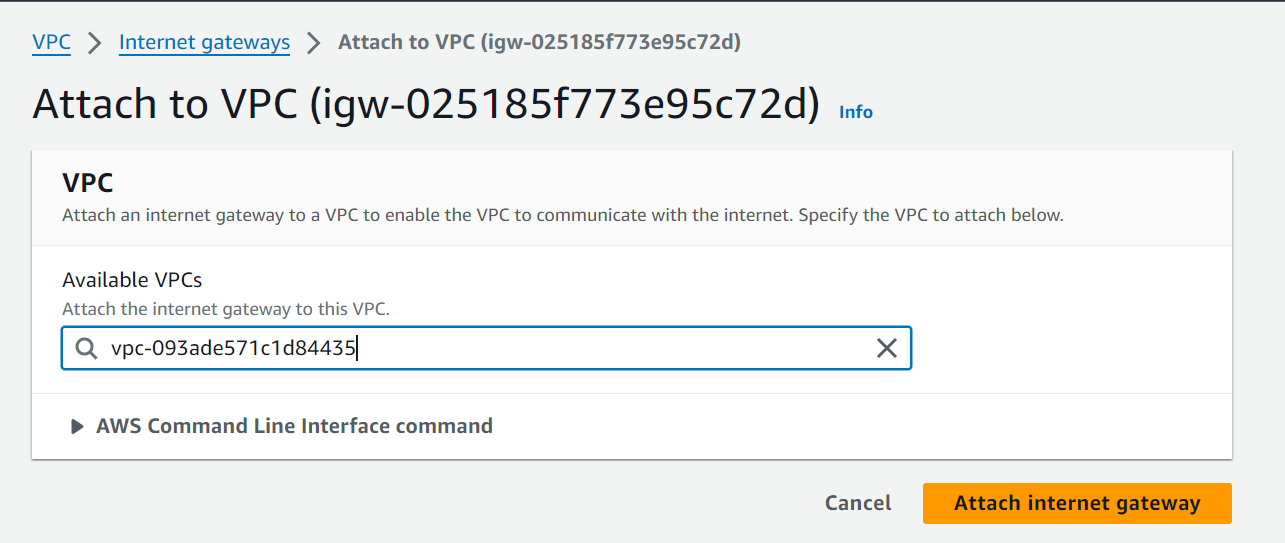 VPC > Internet gateways > Attach to VPC (igw-025185f773e95c72d)
Attach to VPC (igw-025185f773e95c72d) Info
VPC
Attach an internet gateway to a VPC to enable the VPC to communicate with the internet. Specify the VPC to attach below.
Available VPCs
Attach the internet gateway to this VPC.
vpc-093ade571c1d84435
AWS Command Line Interface command
Cancel Attach internet gateway